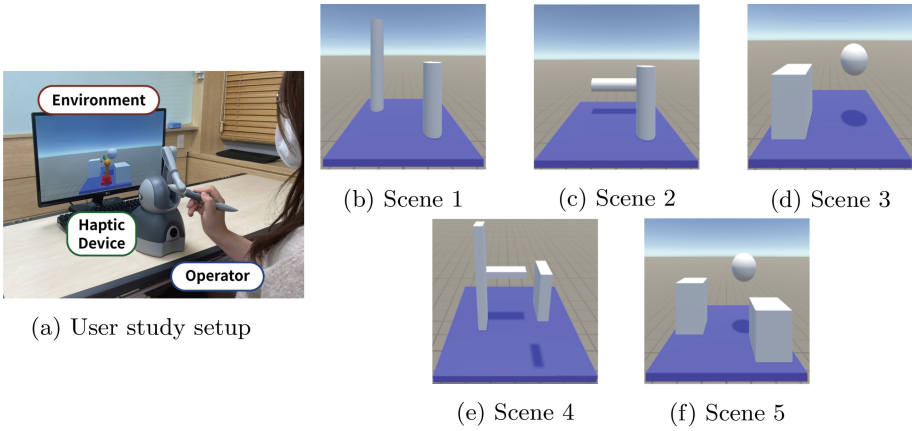 Environment
Haptic
Device
Operator
(a) User study setup
(b) Scene 1
(c) Scene 2
(d) Scene 3
(e) Scene 4
(f) Scene 5